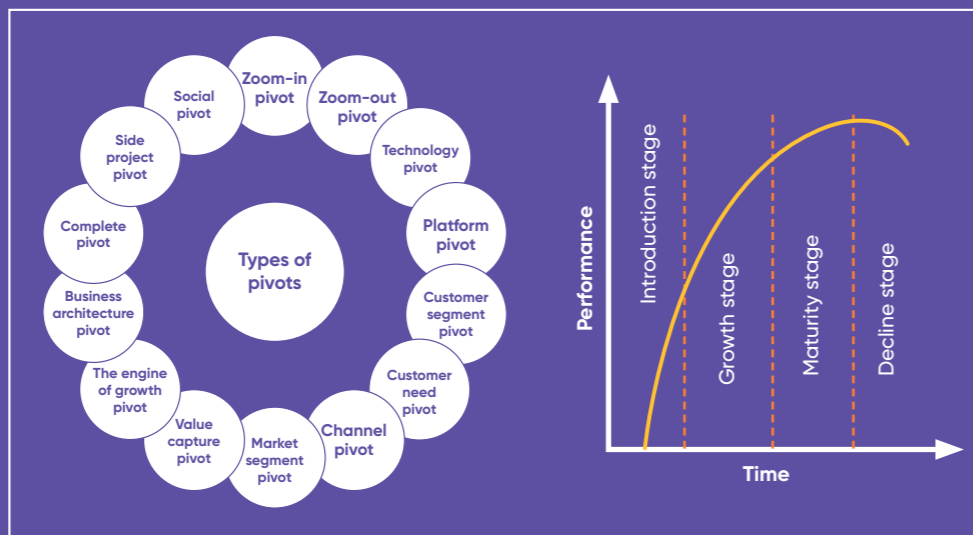 Types of
pivots
Zoom-in
pivot
Zoom-out
pivot
Technology
pivot
Platform
pivot
Customer
segment
pivot
Customer
need
pivot
Channel
pivot
Market
segment
pivot
Value
capture
pivot
The engine
of growth
pivot
Business
architecture
pivot
Complete
pivot
Side
project
pivot
Social
pivot
Performance
Introduction stage
Growth stage
Maturity stage
Decline stage
Time